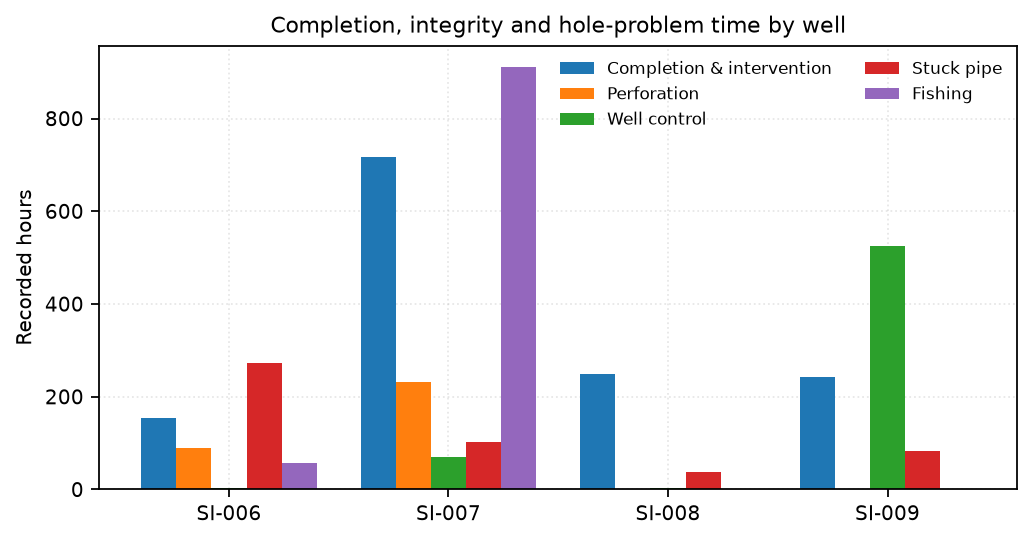 Completion, integrity and hole-problem time by well
Completion & intervention
Perforation
Well control
Stuck pipe
Fishing
Recorded hours
800
600
400
200
0
SI-006
SI-007
SI-008
SI-009